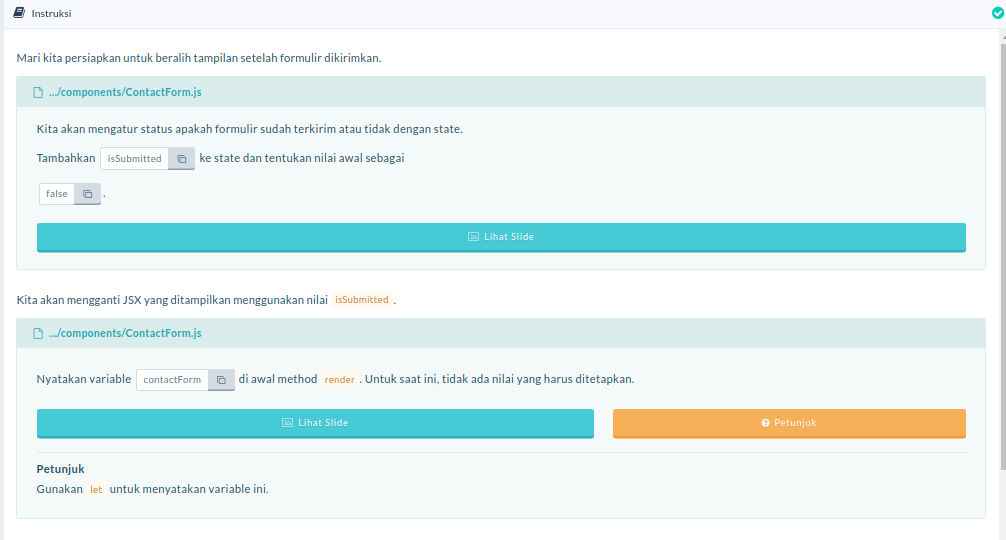 Instruksi
Mari kita persiapkan untuk beralih tampilan setelah formulir dikirimkan.
.../components/ContactForm.js
Kita akan mengatur status apakah formulir sudah terkirim atau tidak dengan state.
Tambahkan isSubmitted ke state dan tentukan nilai awal sebagai
false .
Lihat Slide
Kita akan mengganti JSX yang ditampilkan menggunakan nilai isSubmitted .
.../components/ContactForm.js
Nyatakan variable contactForm di awal method render . Untuk saat ini, tidak ada nilai yang harus ditetapkan.
Lihat Slide Petunjuk
Petunjuk
Gunakan let untuk menyatakan variable ini.